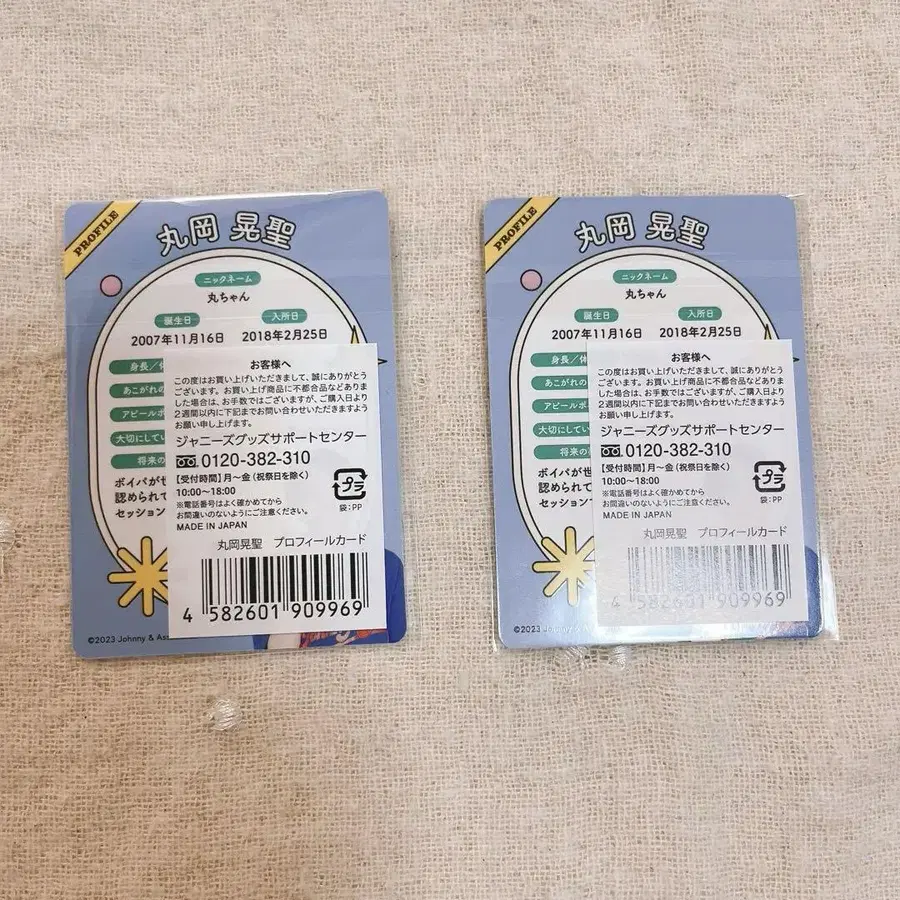 PROFILE
丸岡 晃聖
ニックネーム
丸ちゃん
誕生日 入所日
2007年11月16日 2018年2月25日
身長／体
あこがれの
アピールポ
大切にしてい
将来の
ボイパがせ
認められて
セッション
お客様へ
この度はお買い上げいただきまして、誠にありがとう
ございます。お買い上げ商品に不都合品などありま
した場合は、お手数ではございますが、ご購入日より
2週間以内に下記までお問い合わせいただきますよう
お願い申し上げます。
ジャニーズグッズサポートセンター
0120-382-310
【受付時間】月〜金（祝祭日を除く）
10:00〜18:00
※電話番号はよく確かめてから
お間違いのないようにご注意ください。
MADE IN JAPAN
プラ
袋：PP
丸岡晃聖 プロフィールカード
4 582601 909969
©2023 Johnny & Ass
PROFILE
丸岡 晃聖
ニックネーム
丸ちゃん
誕生日 入所日
2007年11月16日 2018年2月25日
身長／体
あこがれの
アピールポ
大切にしてい
将来の
ボイパがせ
認められて
セッション
お客様へ
この度はお買い上げいただきまして、誠にありがとう
ございます。お買い上げ商品に不都合品などありま
した場合は、お手数ではございますが、ご購入日より
2週間以内に下記までお問い合わせいただきますよう
お願い申し上げます。
ジャニーズグッズサポートセンター
0120-382-310
【受付時間】月〜金（祝祭日を除く）
10:00〜18:00
※電話番号はよく確かめてから
お間違いのないようにご注意ください。
MADE IN JAPAN
プラ
袋：PP
丸岡晃聖 プロフィールカード
4 582601 909969
©2023 Johnny &